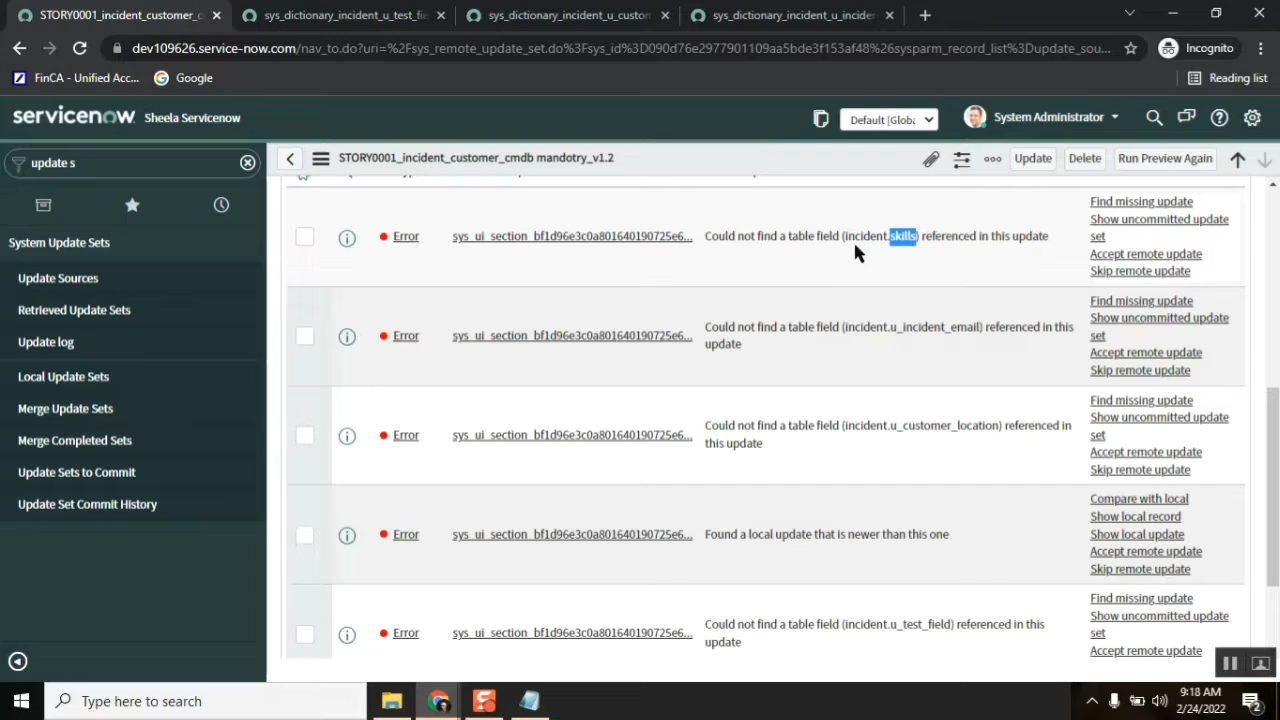 STORY0001_incident_customer_c
sys_dictionary_incident_u_test_fi
sys_dictionary_incident_u_custom
sys_dictionary_incident_u_incide
dev109626.service-now.com/nav_to.do?uri=%2Fsys_remote_update_set.do%3Fsys_id%3D090d76e2977901109aa5bde3f153af48%26sysparm_record_list%3Dupdate_sou...
Incognito
FinCA - Unified Acc...
Google
Reading list
servicenow
Sheela Servicenow
Default [Globa
System Administrator
update s
STORY0001_incident_customer_cmdb mandotry_v1.2
Update
Delete
Run Preview Again
System Update Sets
Update Sources
Retrieved Update Sets
Update log
Local Update Sets
Merge Update Sets
Merge Completed Sets
Update Sets to Commit
Update Set Commit History
Error
sys_ui_section_bf1d96e3c0a801640190725e6...
Could not find a table field (incident.skills) referenced in this update
Find missing update
Show uncommitted update
set
Accept remote update
Skip remote update
Error
sys_ui_section_bf1d96e3c0a801640190725e6...
Could not find a table field (incident.u_incident_email) referenced in this
update
Find missing update
Show uncommitted update
set
Accept remote update
Skip remote update
Error
sys_ui_section_bf1d96e3c0a801640190725e6...
Could not find a table field (incident.u_customer_location) referenced in
this update
Find missing update
Show uncommitted update
set
Accept remote update
Skip remote update
Error
sys_ui_section_bf1d96e3c0a801640190725e6...
Found a local update that is newer than this one
Compare with local
Show local record
Show local update
Accept remote update
Skip remote update
Error
sys_ui_section_bf1d96e3c0a801640190725e6...
Could not find a table field (incident.u_test_field) referenced in this
update
Find missing update
Show uncommitted update
set
Accept remote update
Type here to search
9:18 AM
2/24/2022
2